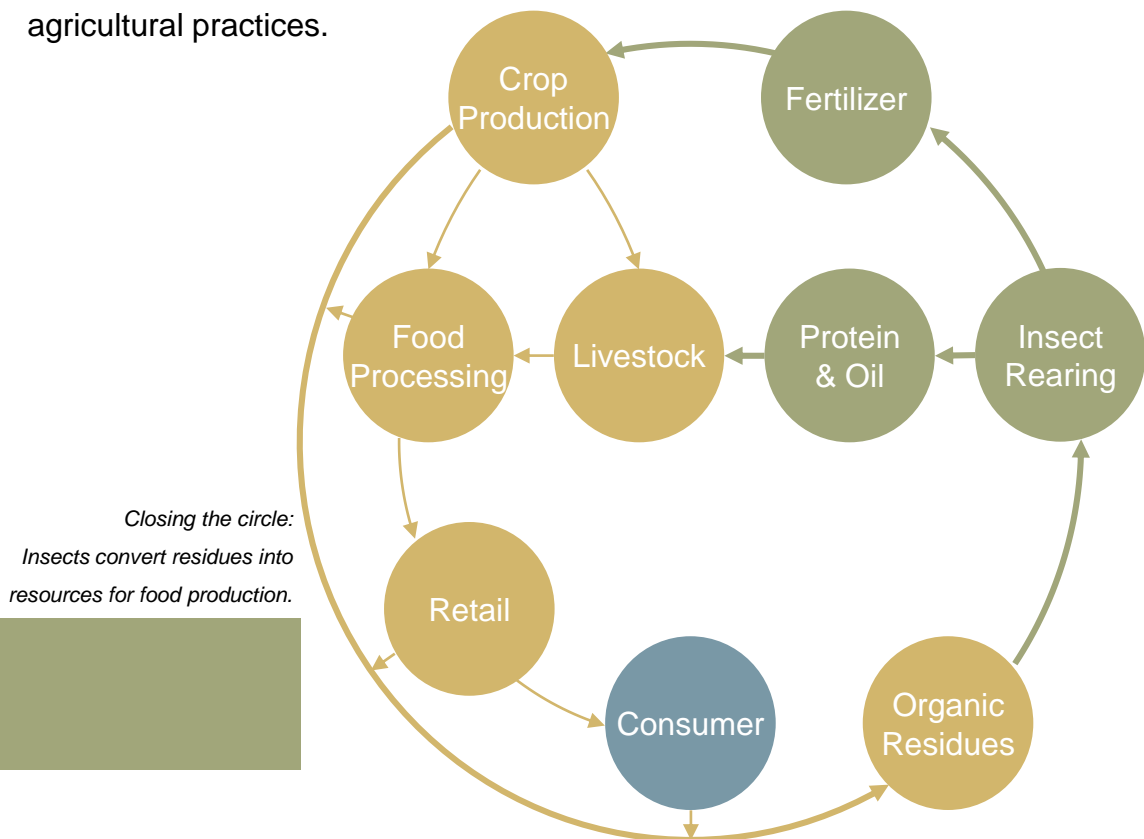 agricultural practices.
Crop
Production
Fertilizer
Food
Processing
Livestock
Protein
& Oil
Insect
Rearing
Closing the circle:
Insects convert residues into
resources for food production.
Retail
Consumer
Organic
Residues